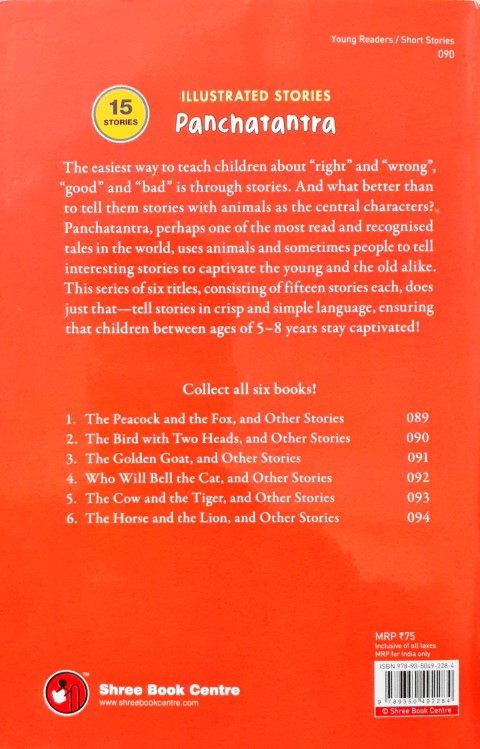 Young Readers / Short Stories
090
15
STORIES
ILLUSTRATED STORIES
Panchatantra
The easiest way to teach children about "right" and "wrong",
"good" and "bad" is through stories. And what better than
to tell them stories with animals as the central characters?
Panchatantra, perhaps one of the most read and recognised
tales in the world, uses animals and sometimes people to tell
interesting stories to captivate the young and the old alike.
This series of six titles, consisting of fifteen stories each, does
just that—tell stories in crisp and simple language, ensuring
that children between ages of 5–8 years stay captivated!
Collect all six books!
1. The Peacock and the Fox, and Other Stories 089
2. The Bird with Two Heads, and Other Stories 090
3. The Golden Goat, and Other Stories 091
4. Who Will Bell the Cat, and Other Stories 092
5. The Cow and the Tiger, and Other Stories 093
6. The Horse and the Lion, and Other Stories 094
MRP ₹75
Inclusive of all taxes
MRP for India only
ISBN 978-93-5049-228-4
9 789350 492284
© Shree Book Centre
TM
Shree Book Centre
www.shreebookcentre.com